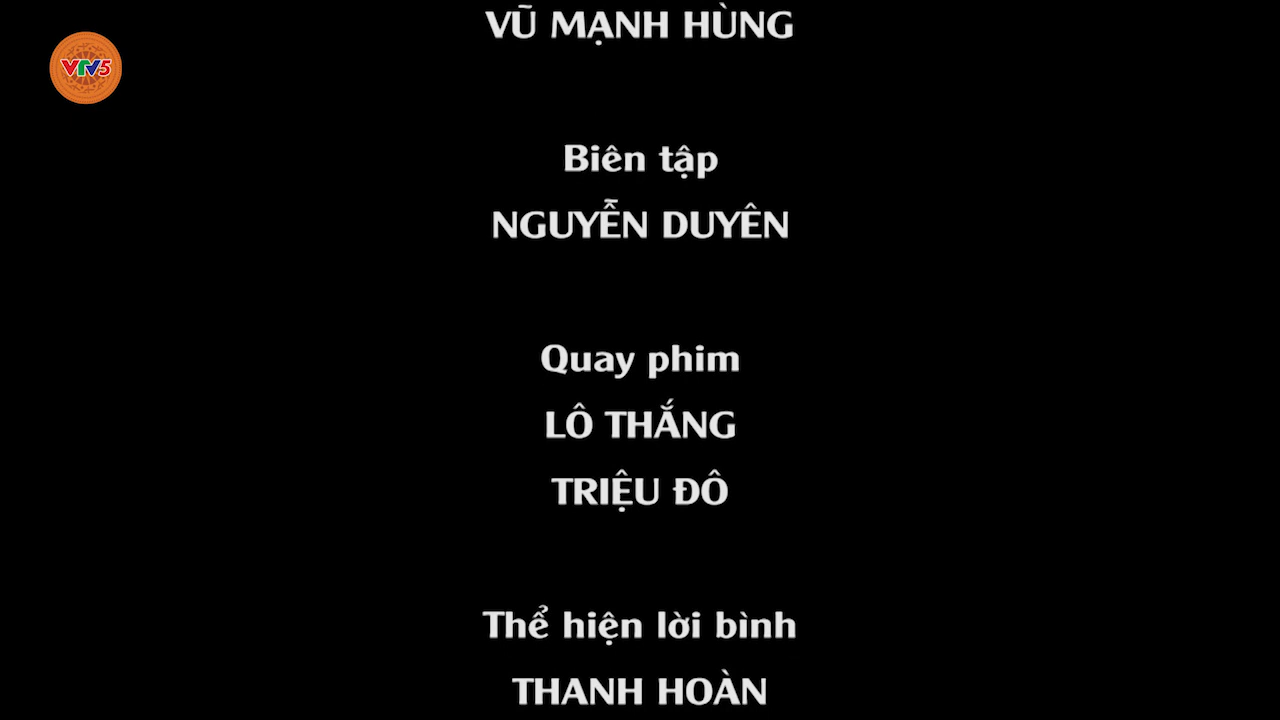 VŨ MẠNH HÙNG
VTV5
Biên tập
NGUYỄN DUYÊN
Quay phim
LÔ THẮNG
TRIỆU ĐÔ
Thể hiện lời bình
THANH HOÀN